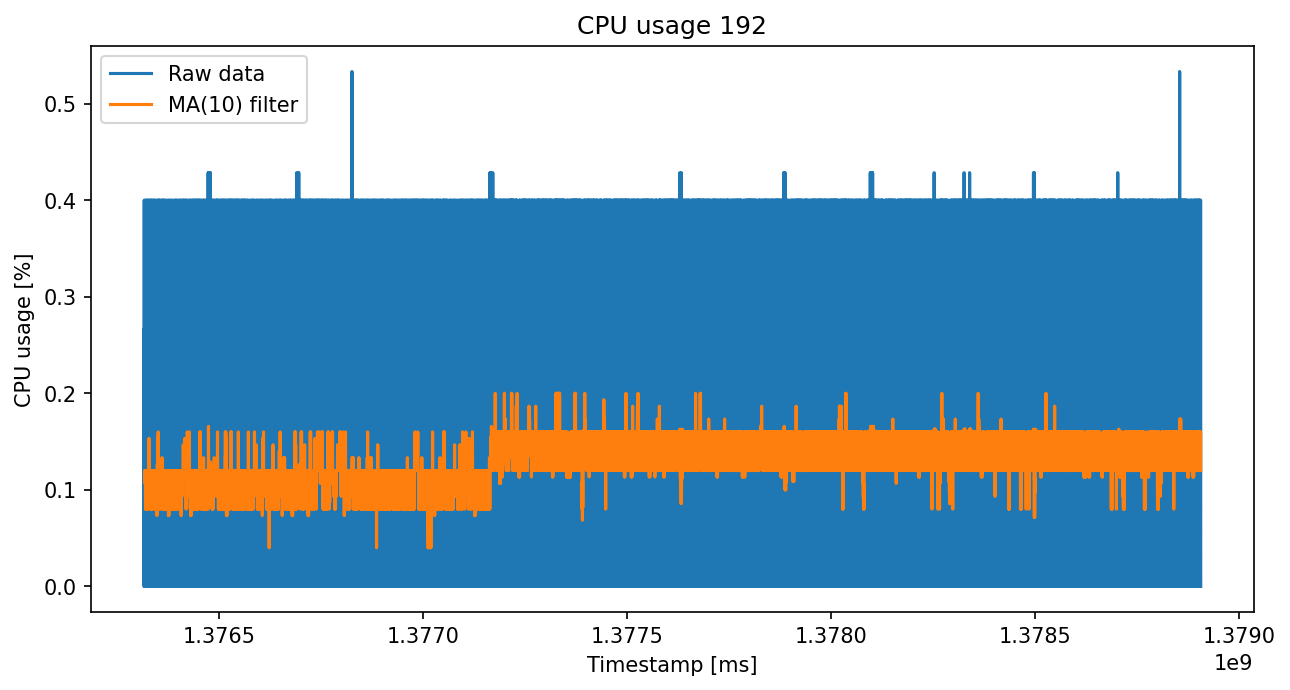 CPU usage 192
Raw data
MA(10) filter
CPU usage [%]
0.5
0.4
0.3
0.2
0.1
0.0
1.3765 1.3770 1.3775 1.3780 1.3785 1.3790
1e9
Timestamp [ms]